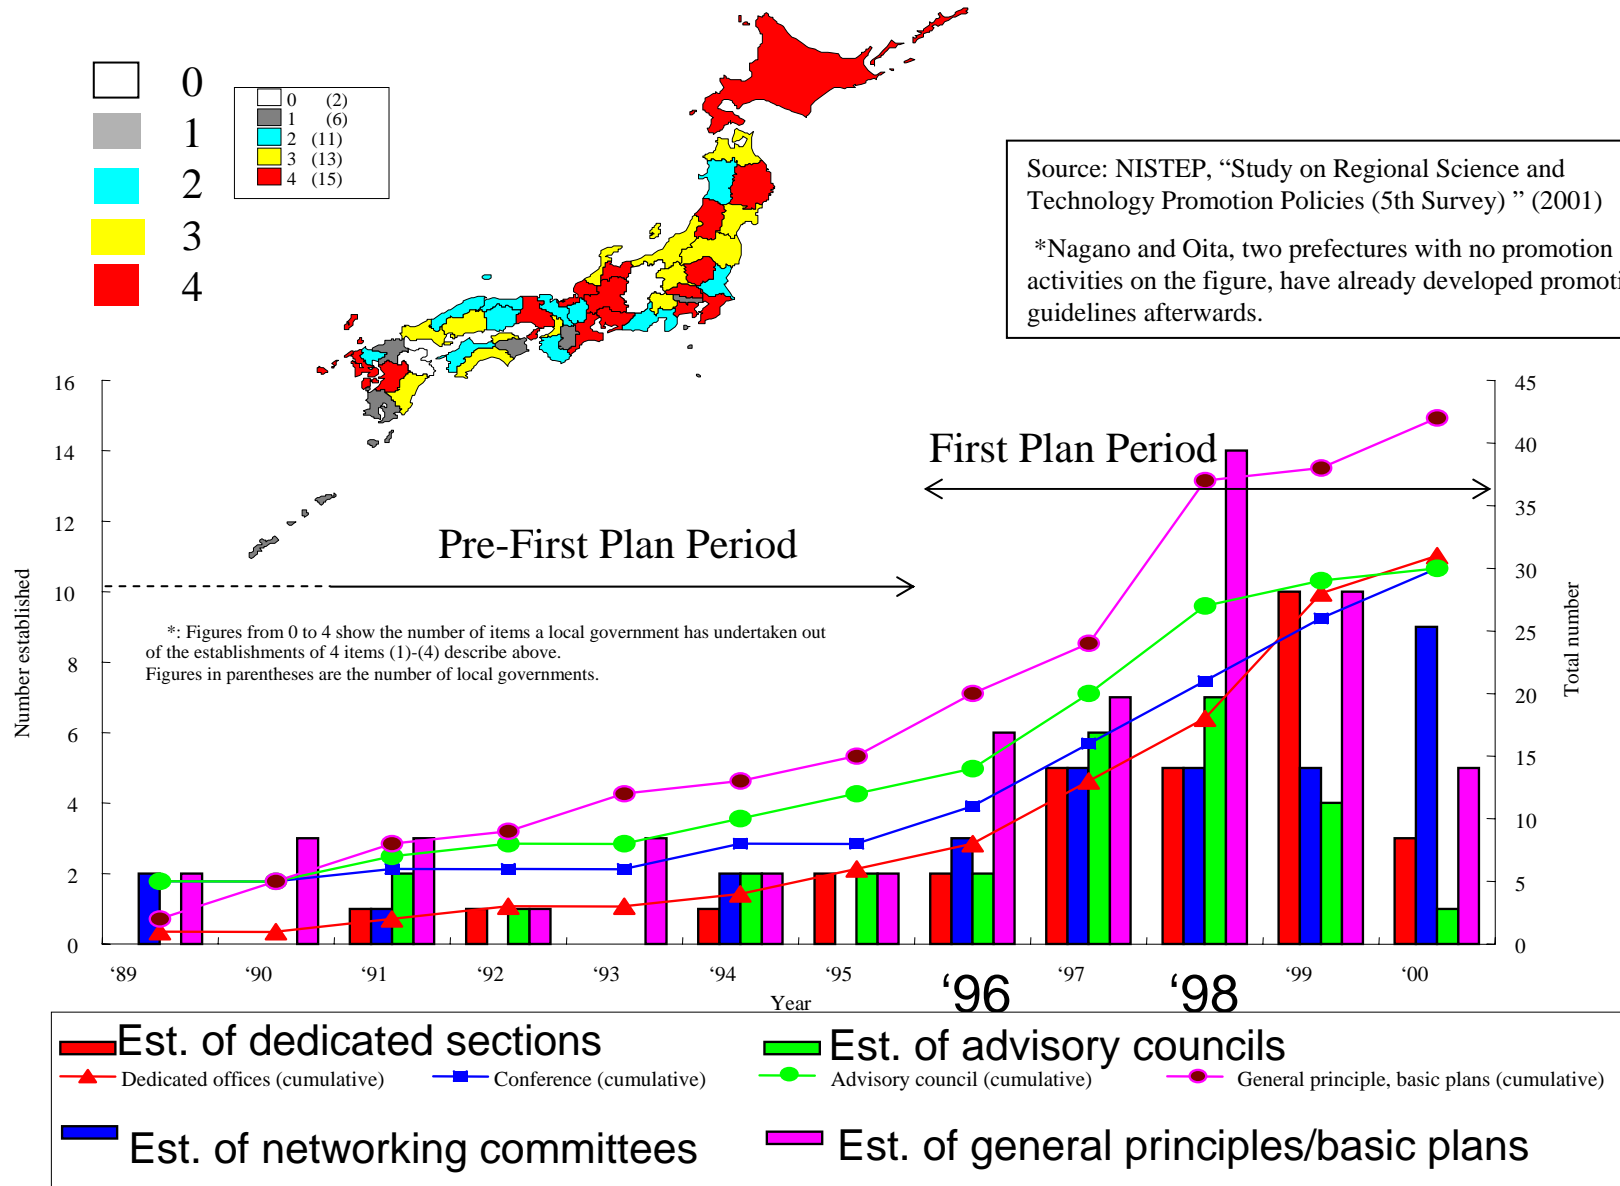 0
1
2
3
4
0 (2)
1 (6)
2 (11)
3 (13)
4 (15)
Source: NISTEP, “Study on Regional Science and
Technology Promotion Policies (5th Survey) ” (2001)
*Nagano and Oita, two prefectures with no promotion
activities on the figure, have already developed promoti
guidelines afterwards.
16
14
12
10
8
6
4
2
0
Number established
45
40
35
30
25
20
15
10
5
0
Total number
First Plan Period
Pre-First Plan Period
*: Figures from 0 to 4 show the number of items a local government has undertaken out
of the establishments of 4 items (1)-(4) describe above.
Figures in parentheses are the number of local governments.
‘89 ‘90 ‘91 ‘92 ‘93 ‘94 ‘95 ‘96 ‘97 ‘98 ‘99 ‘00
Year
Est. of dedicated sections Est. of advisory councils
Dedicated offices (cumulative) Conference (cumulative) Advisory council (cumulative) General principle, basic plans (cumulative)
Est. of networking committees Est. of general principles/basic plans